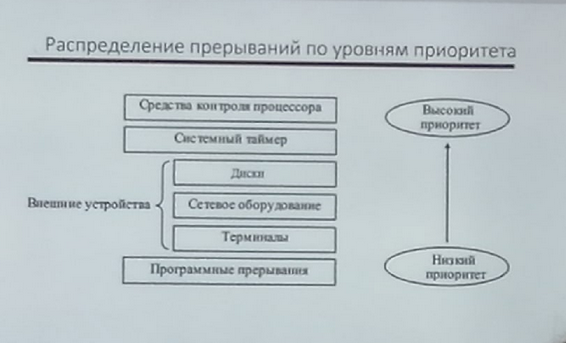 Распределение прерываний по уровням приоритета
Средства контроля процессора
Системный таймер
Диски
Внешние устройства
Сетевое оборудование
Терминалы
Программные прерывания
Высокий
приоритет
Низкий
приоритет